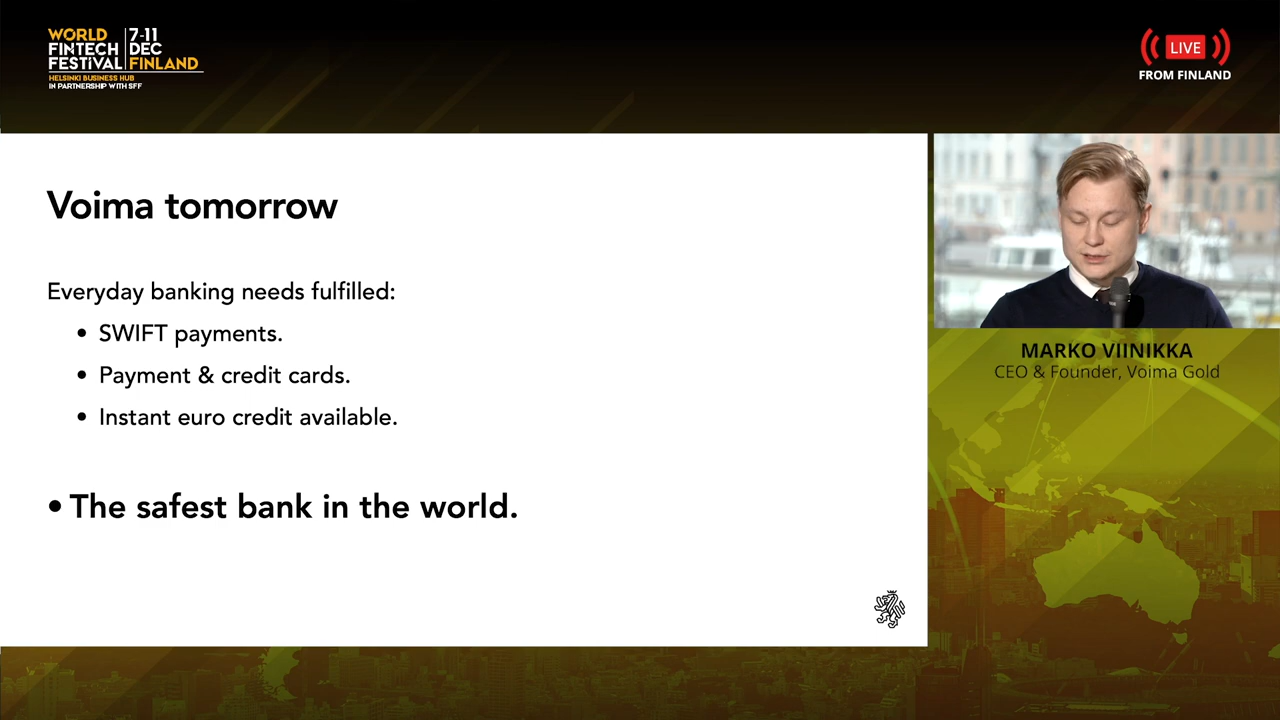 WORLD
FINTECH
FESTIVAL
7-11
DEC
FINLAND
HELSINKI BUSINESS HUB
IN PARTNERSHIP WITH SFF
LIVE
FROM FINLAND
Voima tomorrow
Everyday banking needs fulfilled:
• SWIFT payments.
• Payment & credit cards.
• Instant euro credit available.
• The safest bank in the world.
MARKO VIINIKKA
CEO & Founder, Voima Gold